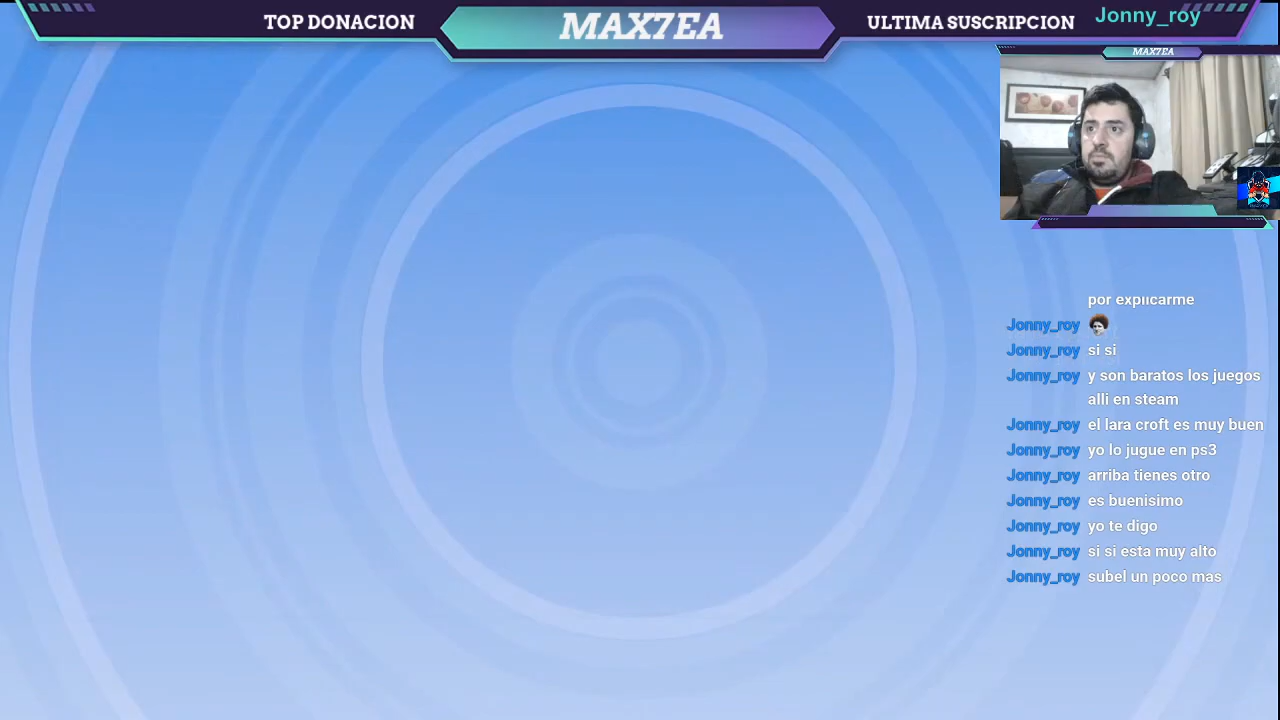 TOP DONACION
MAX7EA
ULTIMA SUSCRIPCION
Jonny_roy
MAX7EA
por explicarme
Jonny_roy
Jonny_roy si si
Jonny_roy y son baratos los juegos
alli en steam
Jonny_roy el lara croft es muy buen
Jonny_roy yo lo jugue en ps3
Jonny_roy arriba tienes otro
Jonny_roy es buenisimo
Jonny_roy yo te digo
Jonny_roy si si esta muy alto
Jonny_roy subel un poco mas